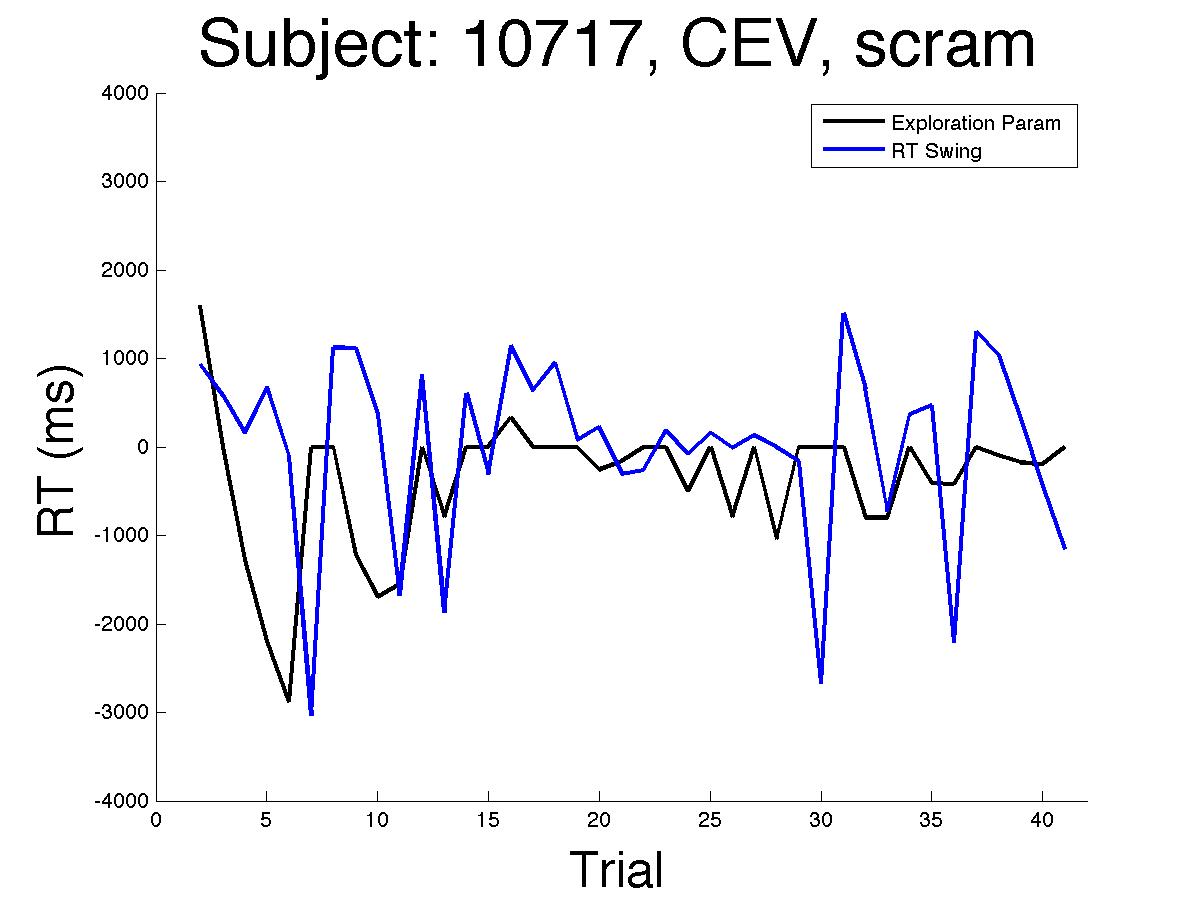 Subject: 10717, CEV, scram
4000
3000
2000
1000
0
-1000
-2000
-3000
-4000
RT (ms)
Exploration Param
RT Swing
0 5 10 15 20 25 30 35 40
Trial